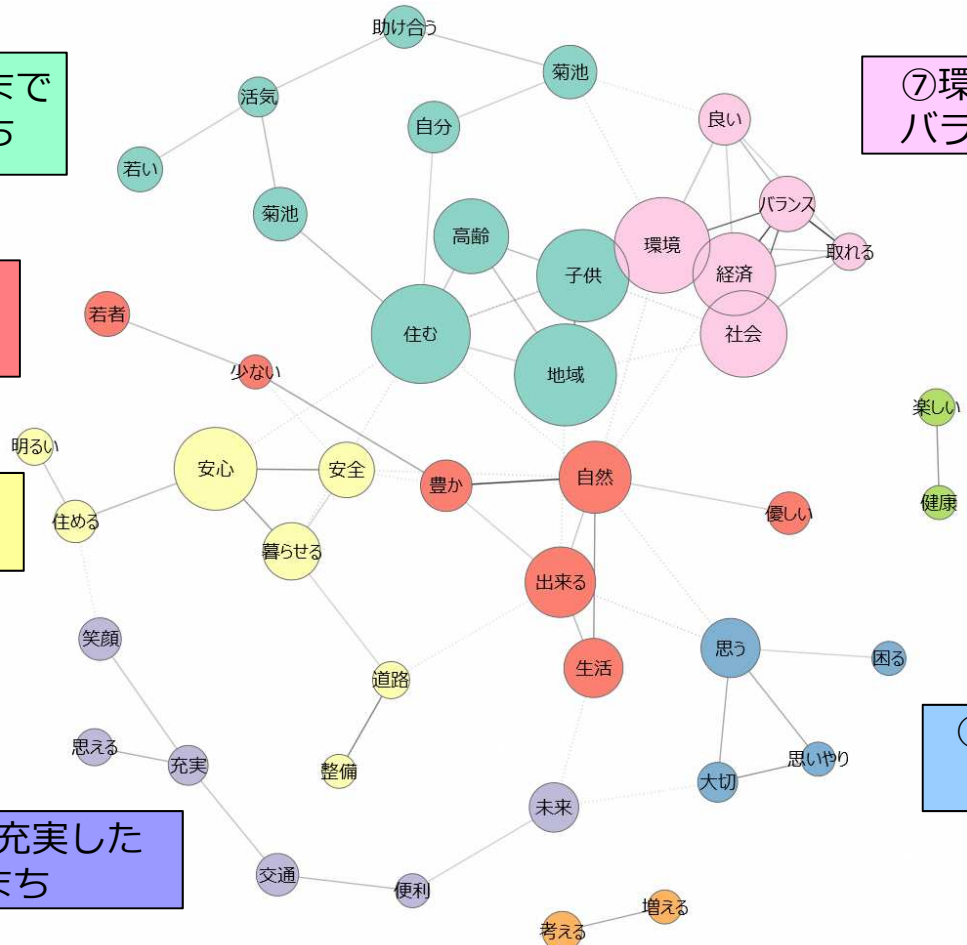 助け合う
菊池
まで
ち
活気
⑦環
バラ
良い
自分
若い
バランス
菊池
高齢
環境
取れる
子供
経済
若者
住む
社会
少ない
地域
楽しい
明るい
安心
安全
自然
豊か
健康
住める
優しい
暮らせる
出来る
笑顔
思う
困る
生活
道路
思える
充実
整備
思いやり
大切
未来
充実した
まち
交通
便利
増える
考える